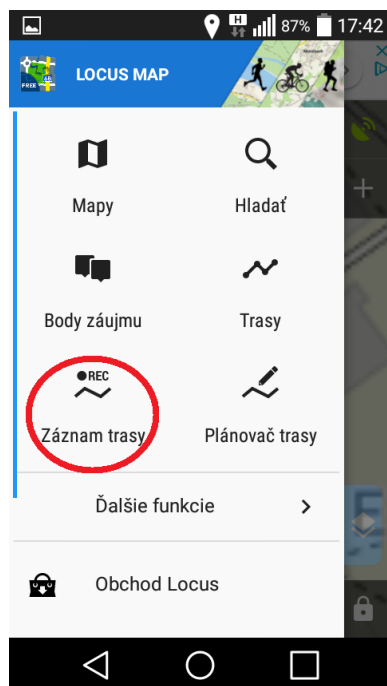 H 87% 17:42
FREE LOCUS MAP
Mapy Hladať
Body záujmu Trasy
REC
Záznam trasy Plánovač trasy
Ďalšie funkcie
Obchod Locus